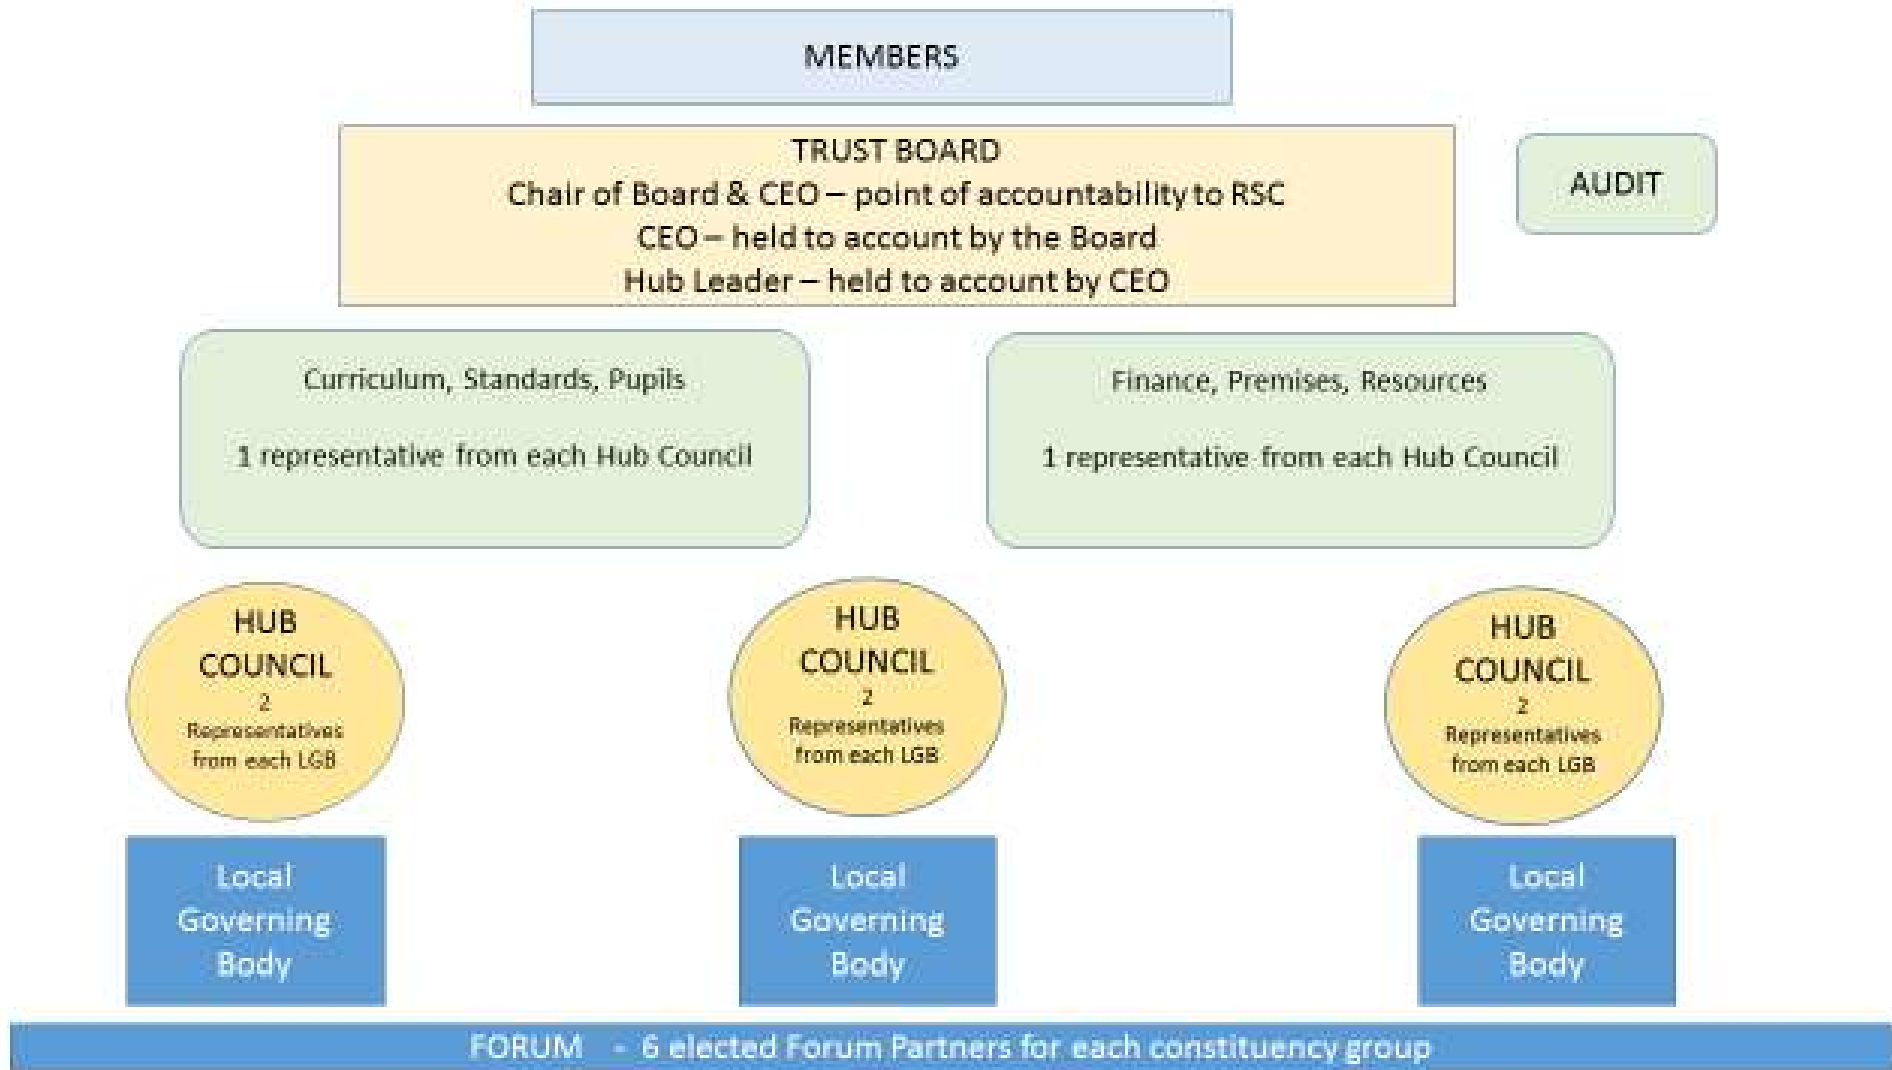 MEMBERS
TRUST BOARD
Chair of Board & CEO – point of accountability to RSC
CEO – held to account by the Board
Hub Leader – held to account by CEO
AUDIT
Curriculum, Standards, Pupils
1 representative from each Hub Council
Finance, Premises, Resources
1 representative from each Hub Council
HUB
COUNCIL
2
Representatives
from each LGB
HUB
COUNCIL
2
Representatives
from each LGB
HUB
COUNCIL
2
Representatives
from each LGB
Local
Governing
Body
Local
Governing
Body
Local
Governing
Body
FORUM - 6 elected Forum Partners for each constituency group